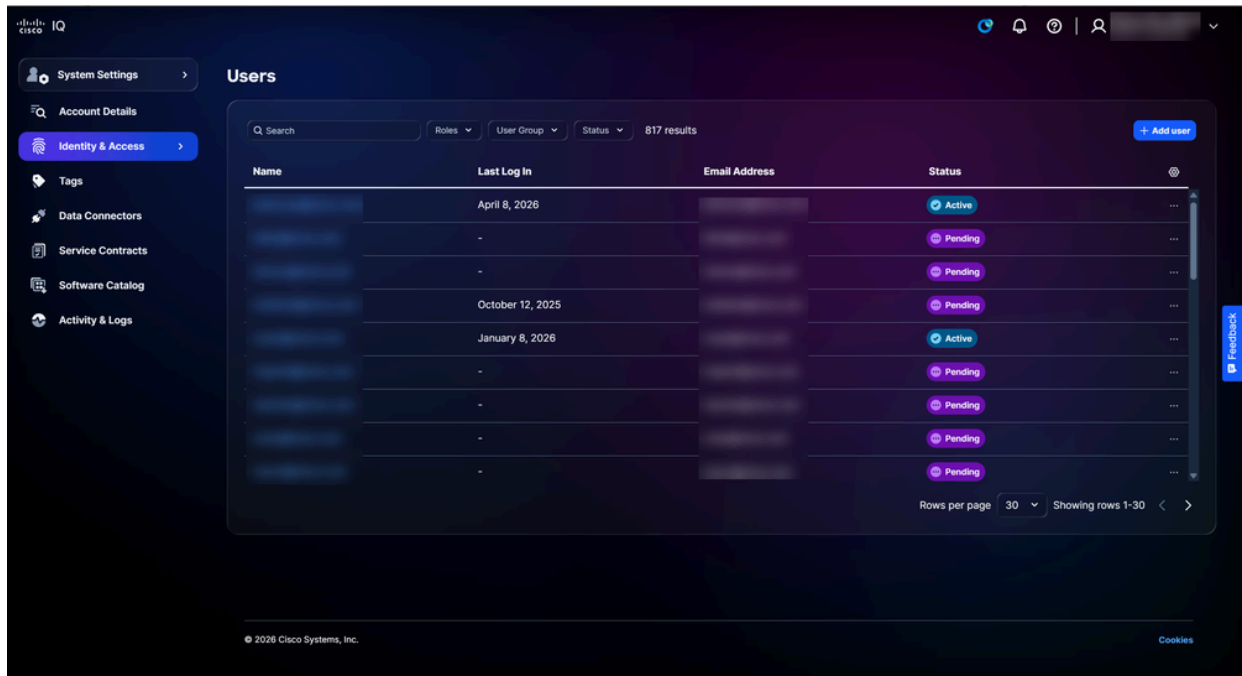 cisco IQ
System Settings
Account Details
Identity & Access
Tags
Data Connectors
Service Contracts
Software Catalog
Activity & Logs
Users
Search Roles User Group Status 817 results + Add user
Name Last Log In Email Address Status
April 8, 2026 Active ...
- Pending ...
- Pending ...
October 12, 2025 Pending ...
January 8, 2026 Active ...
- Pending ...
- Pending ...
- Pending ...
- Pending ...
Rows per page 30 Showing rows 1-30
Feedback
© 2026 Cisco Systems, Inc. Cookies